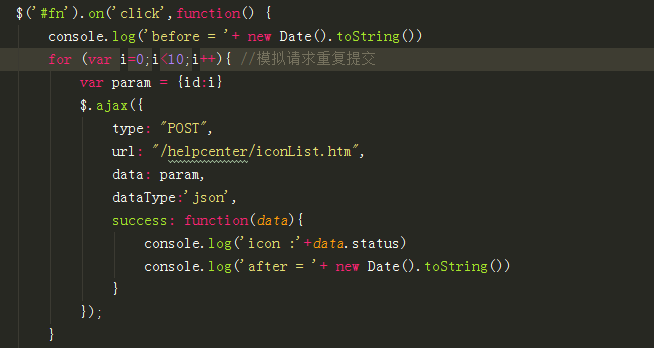 $('#fn').on('click',function() {
console.log('before = '+ new Date().toString())
for (var i=0;i<10;i++){ //模拟请求重复提交
var param = {id:i}
$.ajax({
type: "POST",
url: "/helpcenter/iconList.htm",
data: param,
dataType:'json',
success: function(data){
console.log('icon :'+data.status)
console.log('after = '+ new Date().toString())
}
});
}